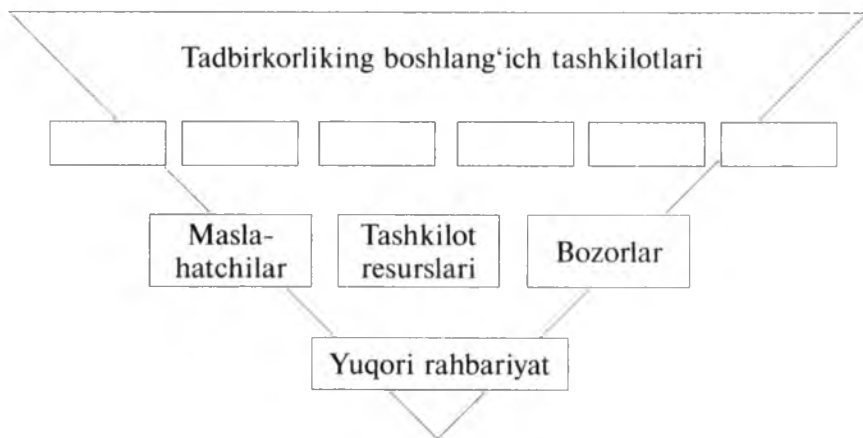 Tadbirkorliking boshlang‘ich tashkilotlari
Masla-
hatchilar
Tashkilot
resurslari
Bozorlar
Yuqori rahbariyat